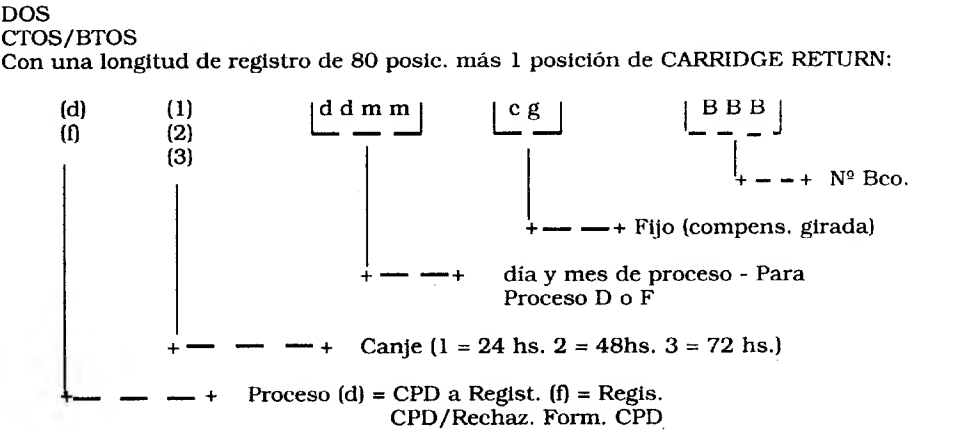 DOS
CTOS/BTOS
Con una longitud de registro de 80 posic. más 1 posición de CARRIDGE RETURN:
(d) (1) d d m m c g B B B
(f) (2)
(3)
Nº Bco.
Fijo (compens. girada)
día y mes de proceso - Para
Proceso D o F
Canje (1 = 24 hs. 2 = 48hs. 3 = 72 hs.)
Proceso (d) = CPD a Regist. (f) = Regis.
CPD/Rechaz. Form. CPD